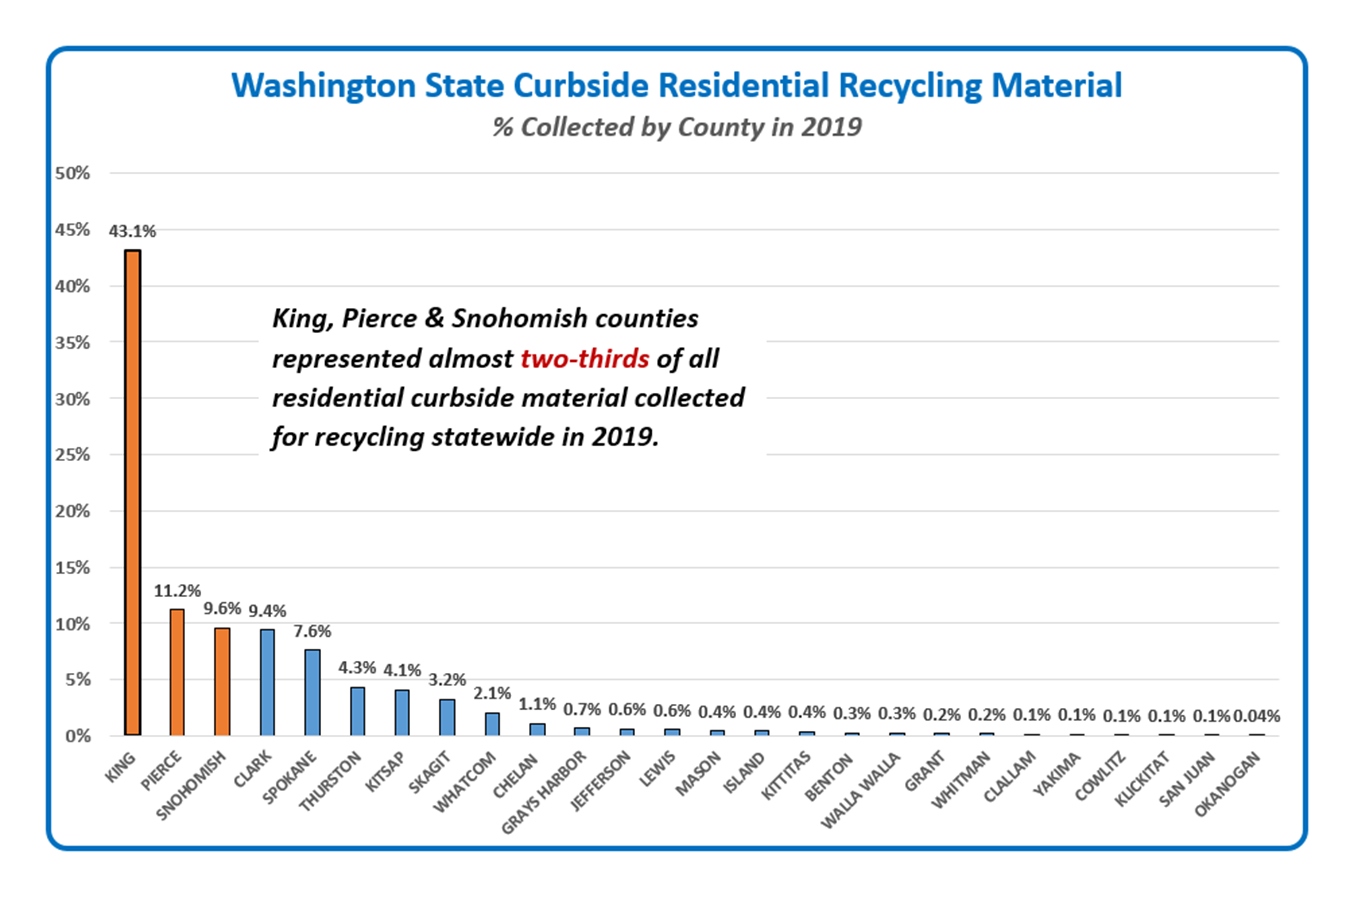 Washington State Curbside Residential Recycling Material
% Collected by County in 2019
50%
45%
40%
35%
30%
25%
20%
15%
10%
5%
0%
43.1%
11.2%
9.6%
9.4%
7.6%
4.3%
4.1%
3.2%
2.1%
1.1%
0.7%
0.6%
0.6%
0.4%
0.4%
0.4%
0.3%
0.3%
0.2%
0.2%
0.1%
0.1%
0.1%
0.1%
0.1%
0.04%
King, Pierce & Snohomish counties
represented almost two-thirds of all
residential curbside material collected
for recycling statewide in 2019.
KING
PIERCE
SNOHOMISH
CLARK
SPOKANE
THURSTON
KITSAP
SKAGIT
WHATCOM
CHELAN
GRAYS HARBOR
JEFFERSON
LEWIS
MASON
ISLAND
KITTITAS
BENTON
WALLA WALLA
GRANT
WHITMAN
CLALLAM
YAKIMA
COWLITZ
KLICKITAT
SAN JUAN
OKANOGAN